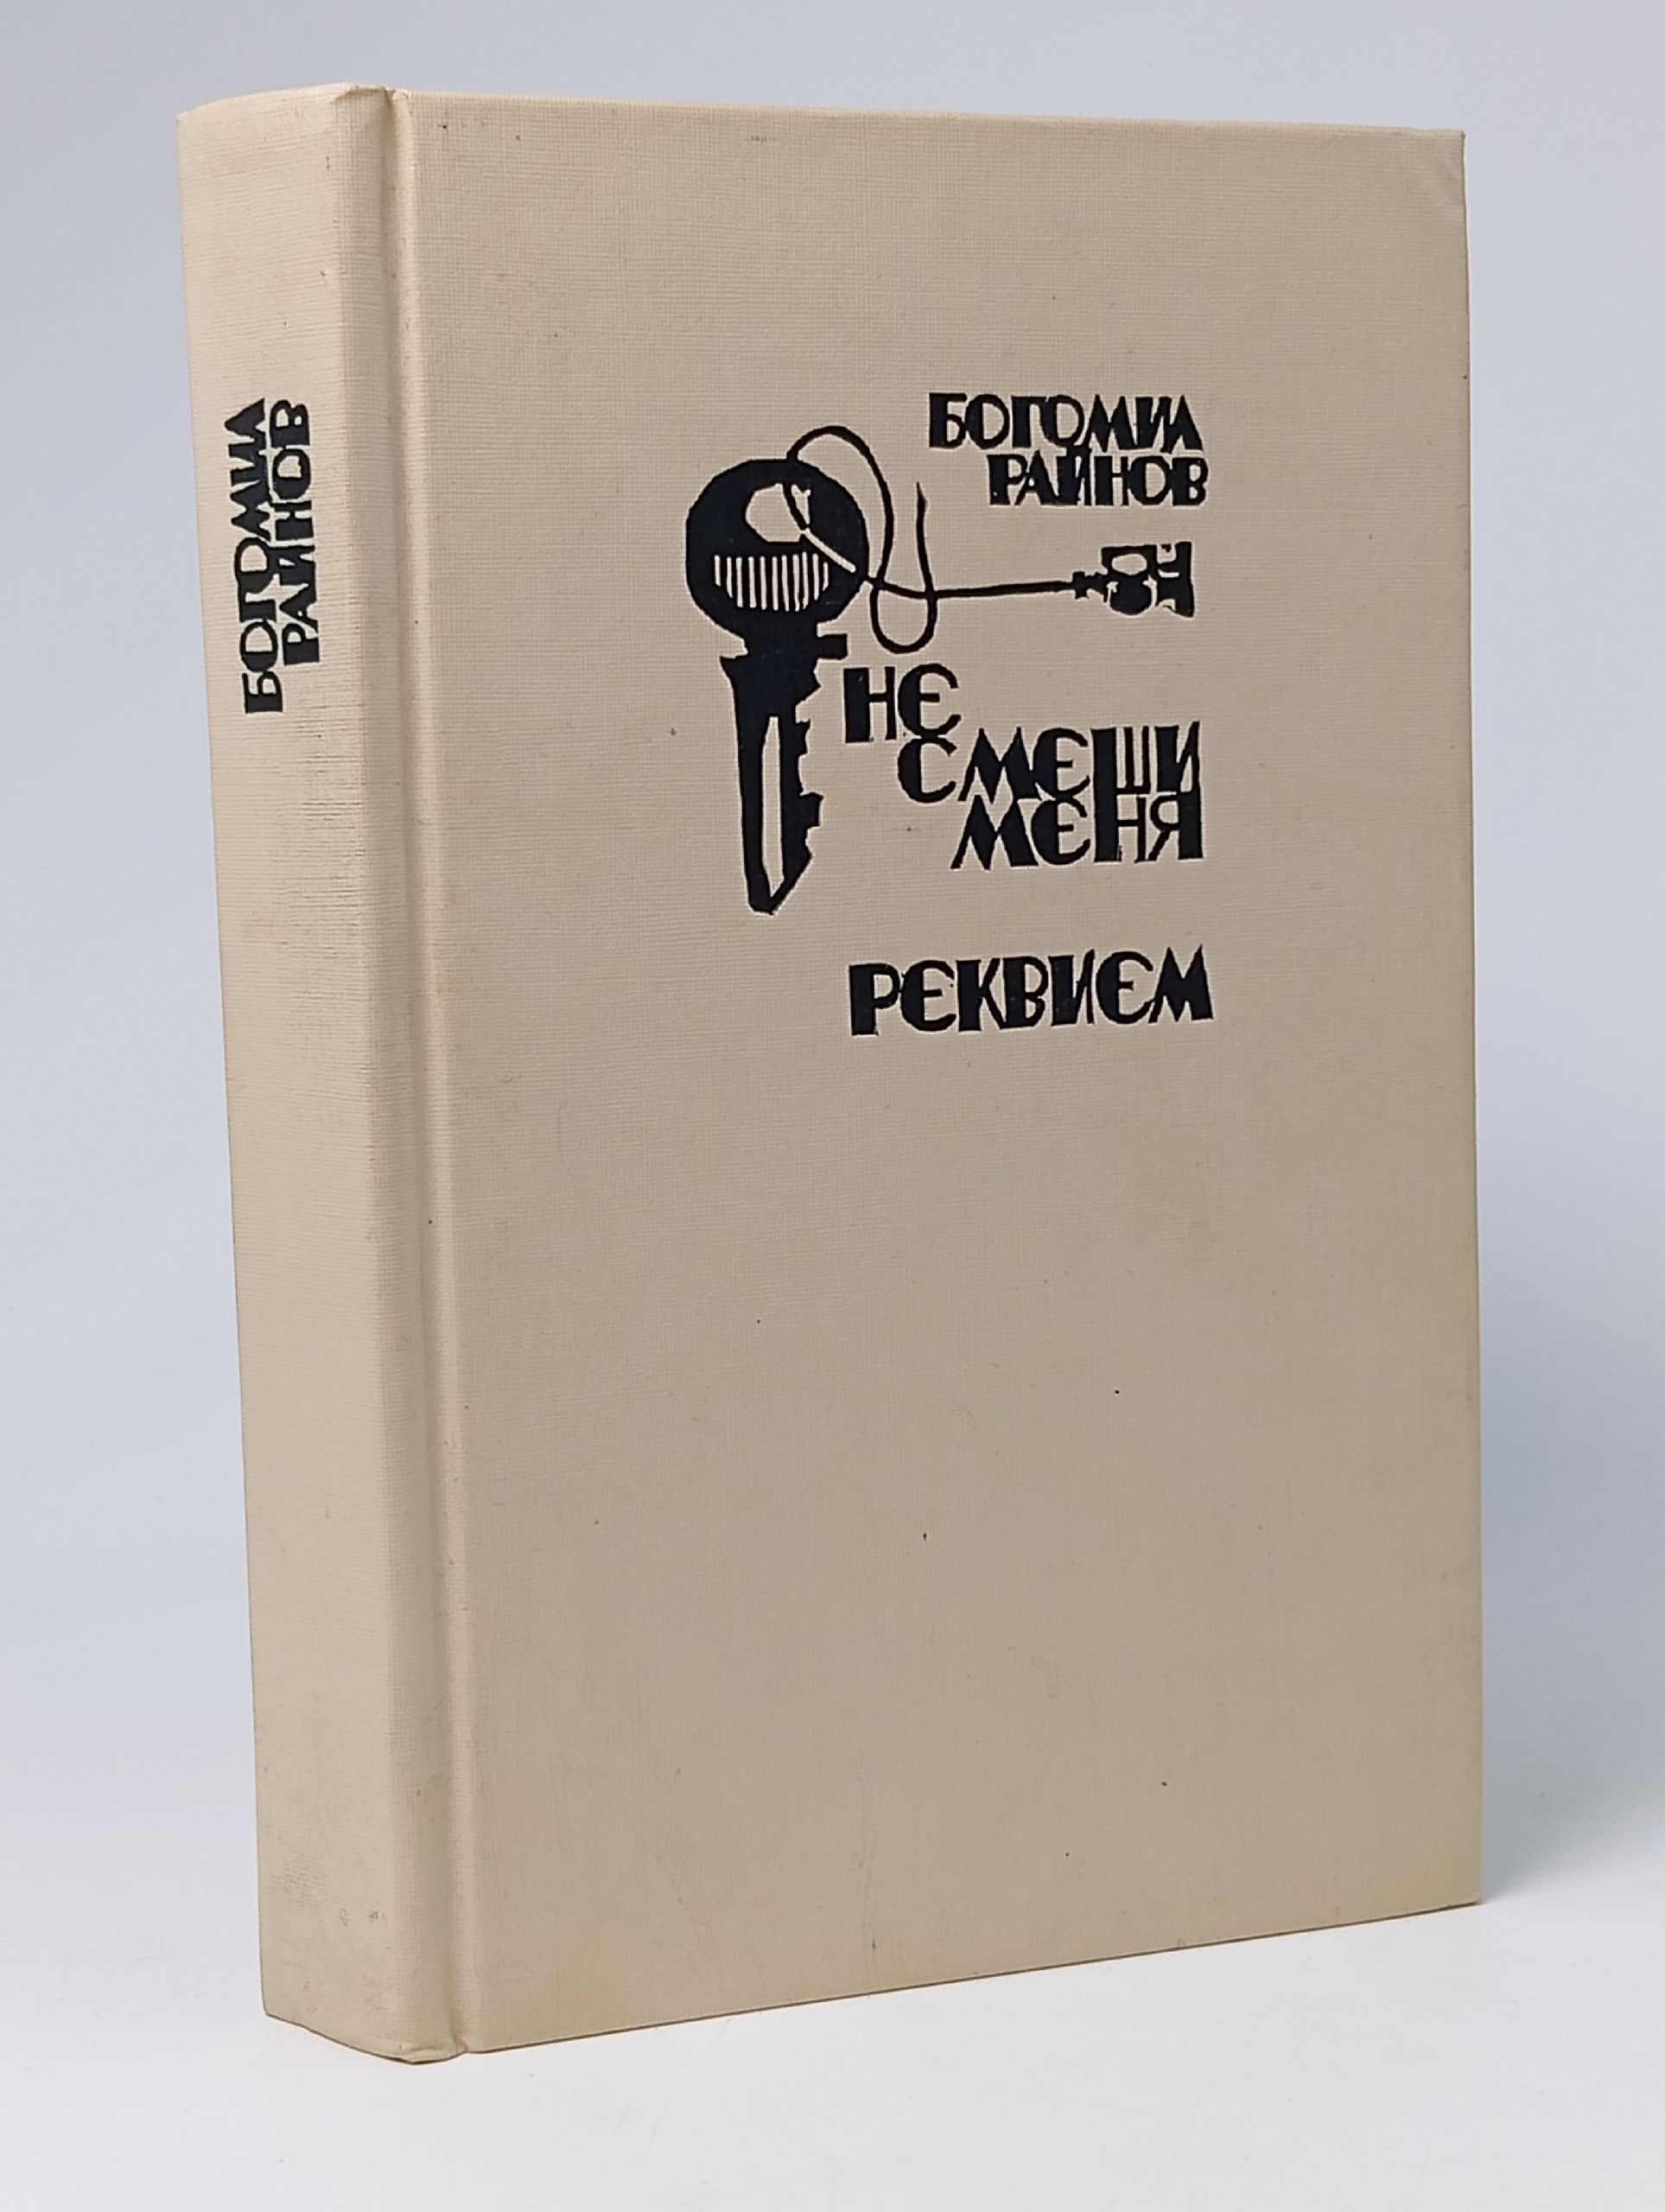 БОГОМИЛ
РАЙНОВ
БОГОМИЛ
РАЙНОВ
НЕ
СМЕШИ
МЕНЯ
РЕКВИЕМ